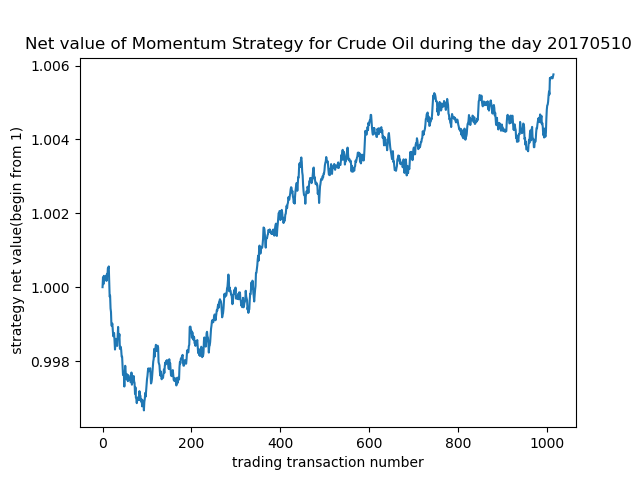 Net value of Momentum Strategy for Crude Oil during the day 20170510
1.006
1.004
1.002
1.000
0.998
strategy net value(begin from 1)
0 200 400 600 800 1000
trading transaction number